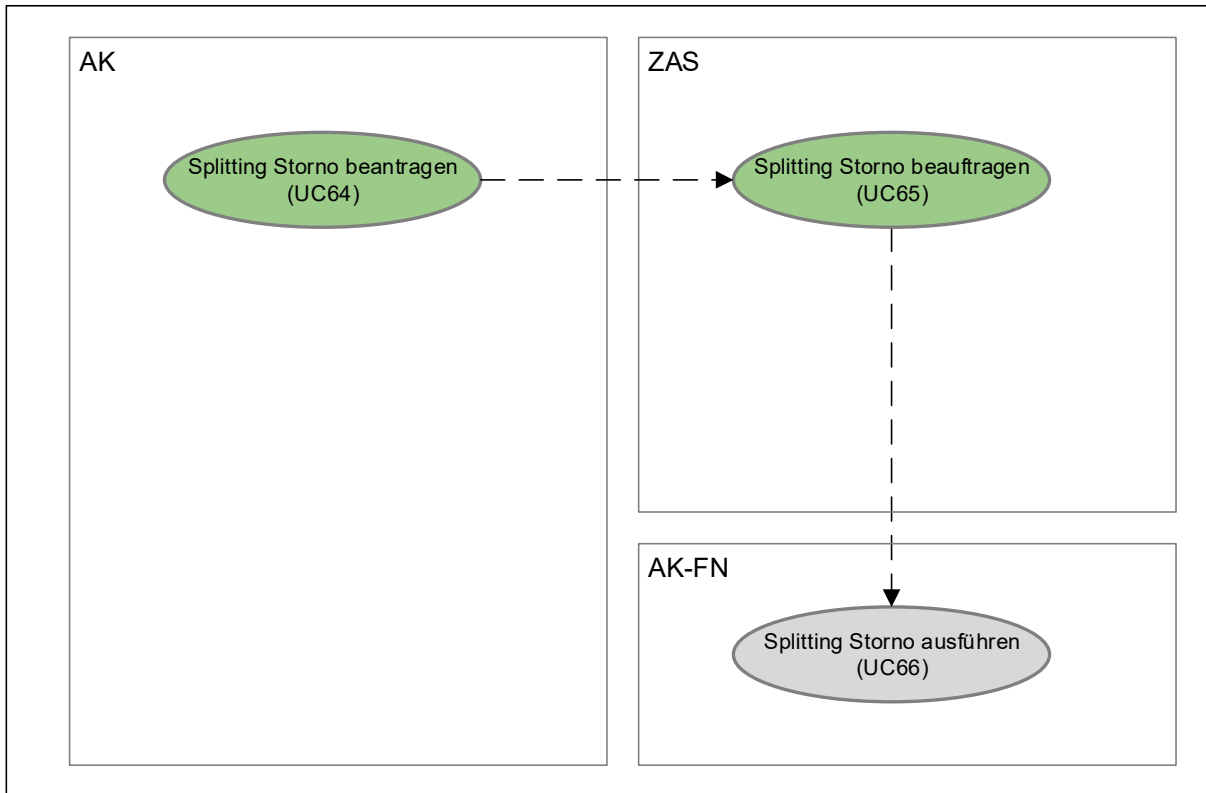 AK
Splitting Storno beantragen
(UC64)
ZAS
Splitting Storno beauftragen
(UC65)
AK-FN
Splitting Storno ausführen
(UC66)